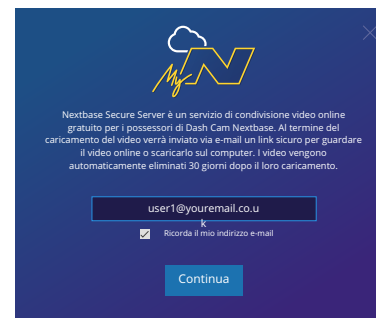 My N
Nextbase Secure Server è un servizio di condivisione video online
gratuito per i possessori di Dash Cam Nextbase. Al termine del
caricamento del video verrà inviato via e-mail un link sicuro per guardare
il video online o scaricarlo sul computer. I video vengono
automaticamente eliminati 30 giorni dopo il loro caricamento.
user1@youremail.co.u
k
Ricorda il mio indirizzo e-mail
Continua